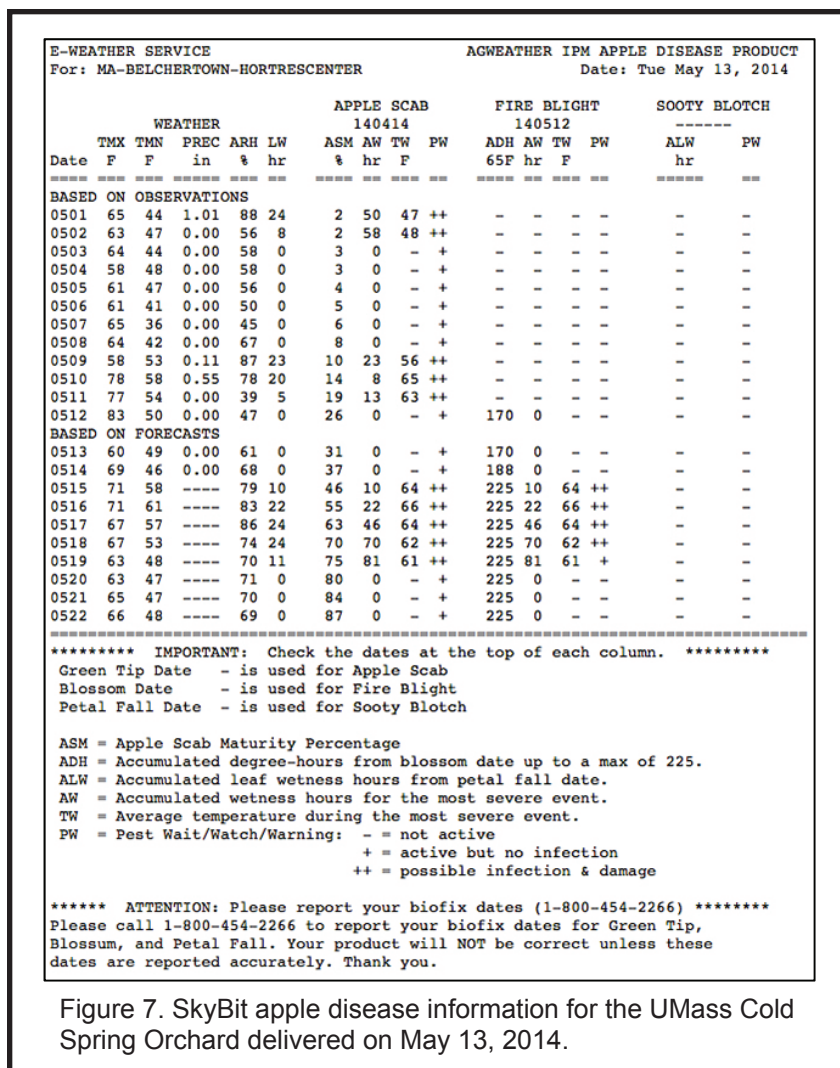 E-WEATHER SERVICE AGWEATHER IPM APPLE DISEASE PRODUCT
For: MA-BELCHERTOWN-HORTRESCENTER Date: Tue May 13, 2014
APPLE SCAB FIRE BLIGHT SOOTY BLOTCH
WEATHER 140414 140512 ------
TMX TMN PREC ARH LW ASM AW TW PW ADH AW TW PW ALW PW
Date F F in % hr % hr F 65F hr F hr
==== === === ===== === == ==== == === == ==== == === == ===== ==
BASED ON OBSERVATIONS
0501 65 44 1.01 88 24 2 50 47 ++ - - - - - -
0502 63 47 0.00 56 8 2 58 48 ++ - - - - - -
0503 64 44 0.00 58 0 3 0 - + - - - - - -
0504 58 48 0.00 58 0 3 0 - + - - - - - -
0505 61 47 0.00 56 0 4 0 - + - - - - - -
0506 61 41 0.00 50 0 5 0 - + - - - - - -
0507 65 36 0.00 45 0 6 0 - + - - - - - -
0508 64 42 0.00 67 0 8 0 - + - - - - - -
0509 58 53 0.11 87 23 10 23 56 ++ - - - - - -
0510 78 58 0.55 78 20 14 8 65 ++ - - - - - -
0511 77 54 0.00 39 5 19 13 63 ++ - - - - - -
0512 83 50 0.00 47 0 26 0 - + 170 0 - - - -
BASED ON FORECASTS
0513 60 49 0.00 61 0 31 0 - + 170 0 - - - -
0514 69 46 0.00 68 0 37 0 - + 188 0 - - - -
0515 71 58 ---- 79 10 46 10 64 ++ 225 10 64 ++ - -
0516 71 61 ---- 83 22 55 22 66 ++ 225 22 66 ++ - -
0517 67 57 ---- 86 24 63 46 64 ++ 225 46 64 ++ - -
0518 67 53 ---- 74 24 70 70 62 ++ 225 70 62 ++ - -
0519 63 48 ---- 70 11 75 81 61 ++ 225 81 61 + - -
0520 63 47 ---- 71 0 80 0 - + 225 0 - - - -
0521 65 47 ---- 70 0 84 0 - + 225 0 - - - -
0522 66 48 ---- 69 0 87 0 - + 225 0 - - - -
================================================================================
********* IMPORTANT: Check the dates at the top of each column. *********
Green Tip Date - is used for Apple Scab
Blossom Date - is used for Fire Blight
Petal Fall Date - is used for Sooty Blotch
ASM = Apple Scab Maturity Percentage
ADH = Accumulated degree-hours from blossom date up to a max of 225.
ALW = Accumulated leaf wetness hours from petal fall date.
AW = Accumulated wetness hours for the most severe event.
TW = Average temperature during the most severe event.
PW = Pest Wait/Watch/Warning: - = not active
+ = active but no infection
++ = possible infection & damage
****** ATTENTION: Please report your biofix dates (1-800-454-2266) ********
Please call 1-800-454-2266 to report your biofix dates for Green Tip,
Blossum, and Petal Fall. Your product will NOT be correct unless these
dates are reported accurately. Thank you.
Figure 7. SkyBit apple disease information for the UMass Cold
Spring Orchard delivered on May 13, 2014.